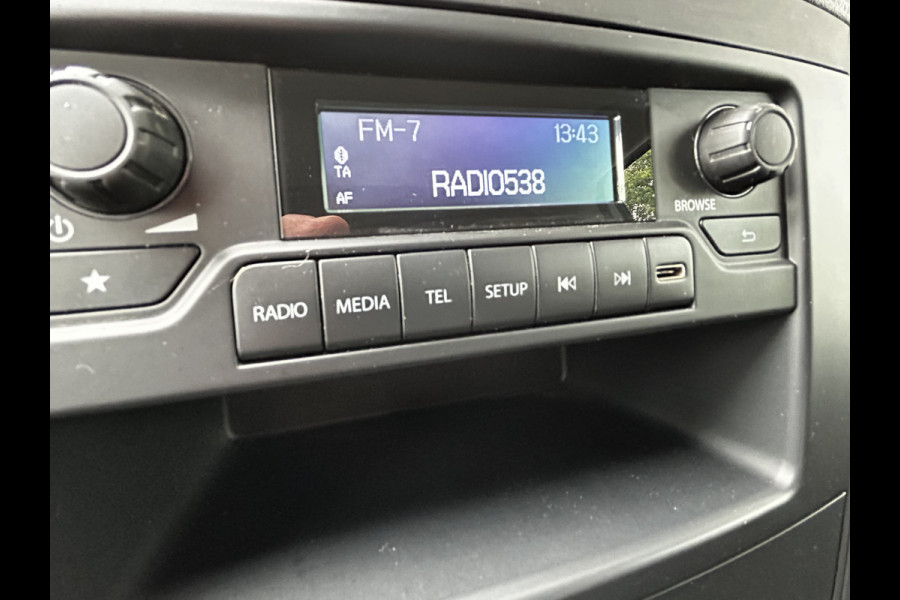 FM-7 13:43
TA
RADIO538
AF
BROWSE
RADIO MEDIA TEL SETUP